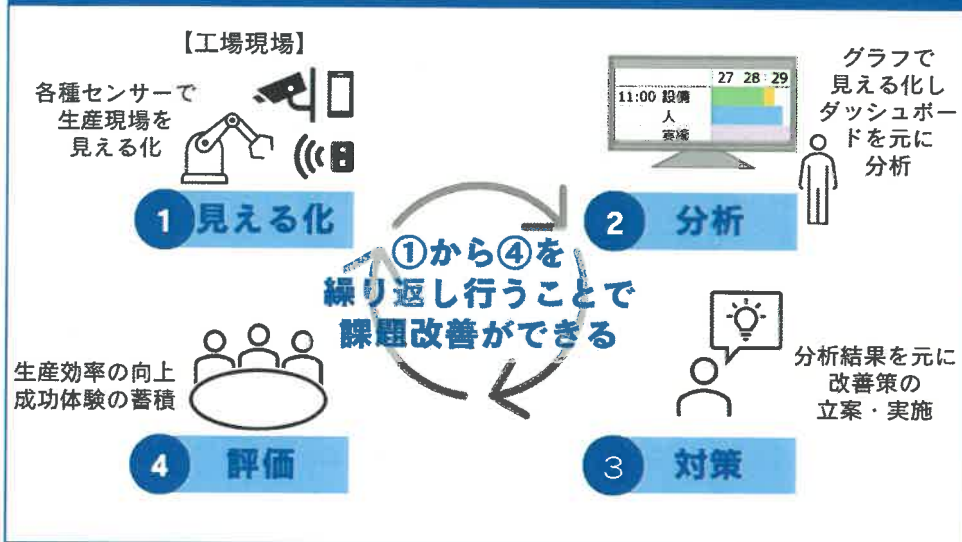 【工場現場】
各種センサーで
生産現場を
見える化
1 見える化
27 28 29
11:00 設備
人
実績
グラフで
見える化し
ダッシュボー
ドを元に
分析
2 分析
①から④を
繰り返し行うことで
課題改善ができる
分析結果を元に
改善策の
立案・実施
3 対策
生産効率の向上
成功体験の蓄積
4 評価